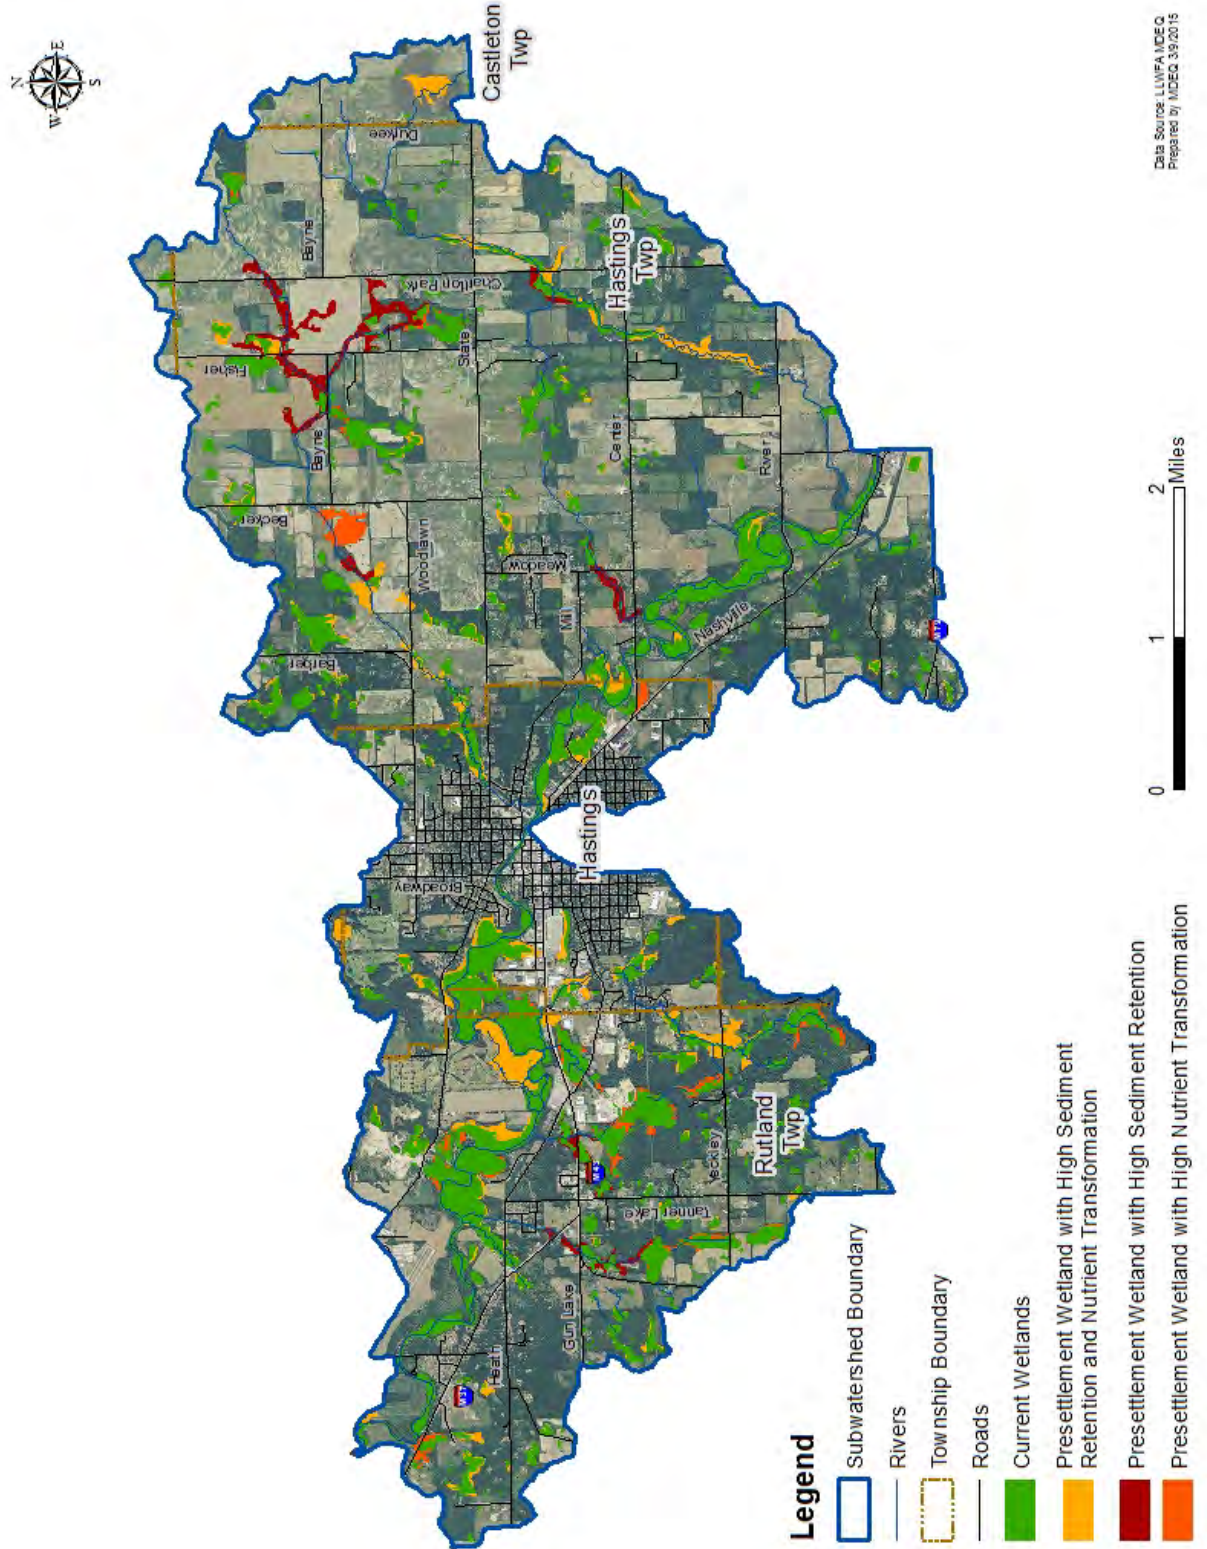 N
W
E
S
Castleton
Twp
Durkee
Bayne
Charlton Park
Hastings
Twp
Fisher
State
Bayne
Center
River
Becker
Woodlawn
Meadow
Mill
Nashville
Barber
Hastings
Broadway
Rutland
Twp
Yeckley
Tanner Lake
Gun Lake
Heath
M37
Legend
Subwatershed Boundary
Rivers
Township Boundary
Roads
Current Wetlands
Presettlement Wetland with High Sediment
Retention and Nutrient Transformation
Presettlement Wetland with High Sediment Retention
Presettlement Wetland with High Nutrient Transformation
0
1
2
Miles
Data Source: LLWFA MDEQ
Prepared by MDEQ 3/9/2015